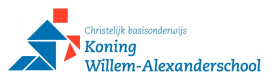 Christelijk basisonderwijs
Koning
Willem-Alexanderschool